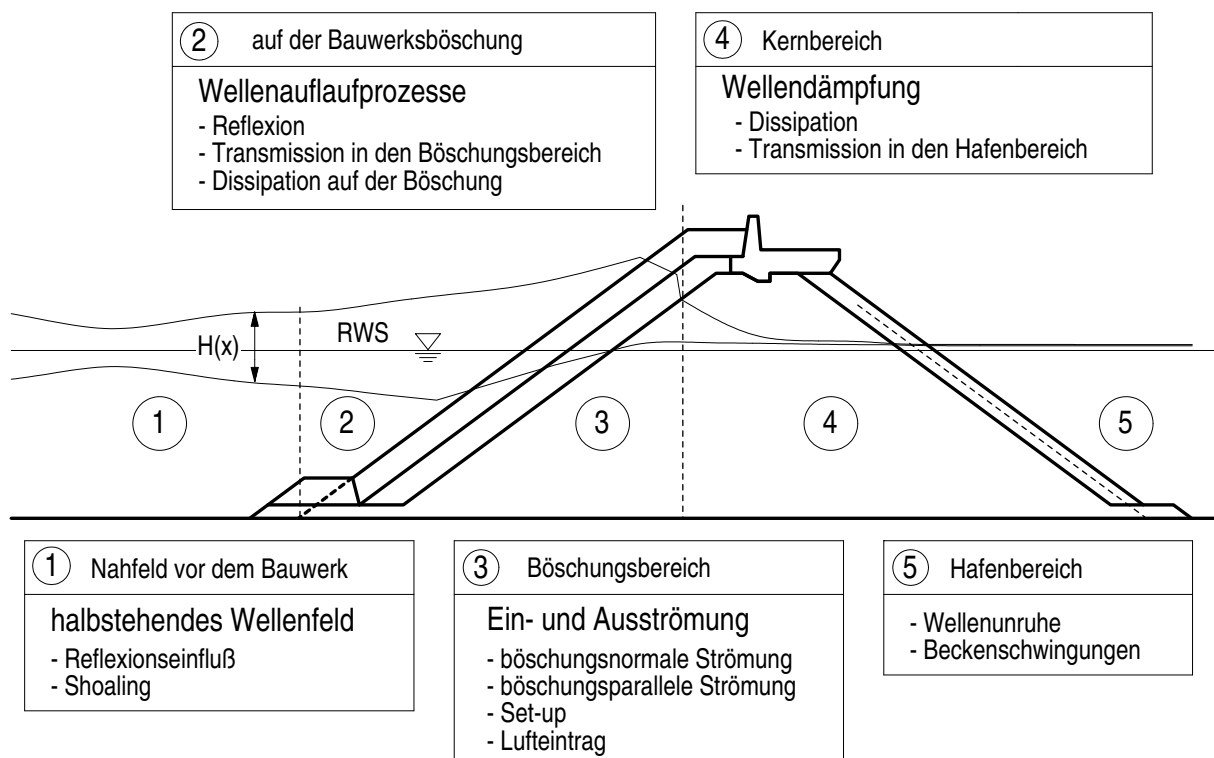 2 auf der Bauwerksböschung
Wellenauflaufprozesse
- Reflexion
- Transmission in den Böschungsbereich
- Dissipation auf der Böschung
4 Kernbereich
Wellendämpfung
- Dissipation
- Transmission in den Hafenbereich
H(x)
RWS
1
2
3
4
5
1 Nahfeld vor dem Bauwerk
halbstehendes Wellenfeld
- Reflexionseinfluß
- Shoaling
3 Böschungsbereich
Ein- und Ausströmung
- böschungsnormale Strömung
- böschungsparallele Strömung
- Set-up
- Lufteintrag
5 Hafenbereich
- Wellenunruhe
- Beckenschwingungen